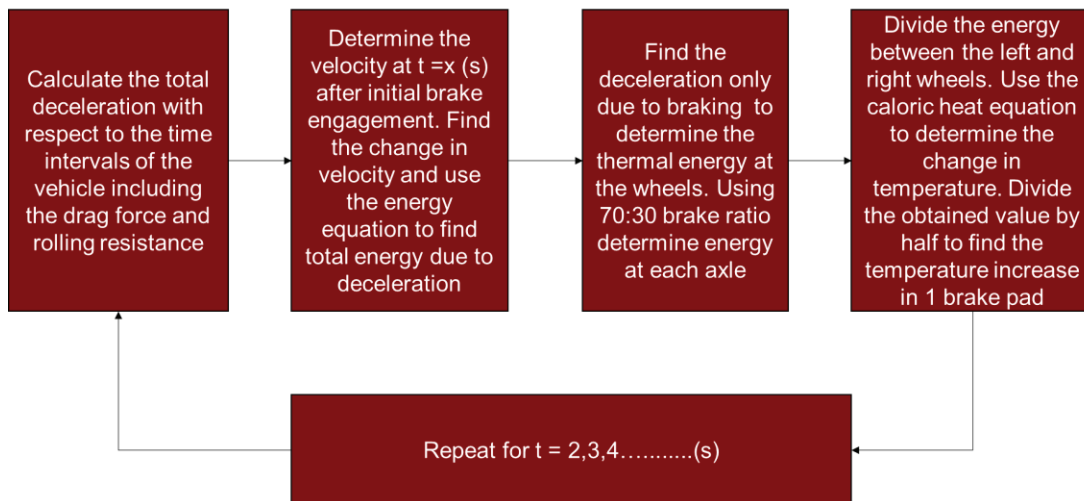 Calculate the total
deceleration with
respect to the time
intervals of the
vehicle including
the drag force and
rolling resistance
Determine the
velocity at t =x (s)
after initial brake
engagement. Find
the change in
velocity and use
the energy
equation to find
total energy due to
deceleration
Find the
deceleration only
due to braking to
determine the
thermal energy at
the wheels. Using
70:30 brake ratio
determine energy
at each axle
Divide the energy
between the left and
right wheels. Use the
caloric heat equation
to determine the
change in
temperature. Divide
the obtained value by
half to find the
temperature increase
in 1 brake pad
Repeat for t = 2,3,4…........(s)